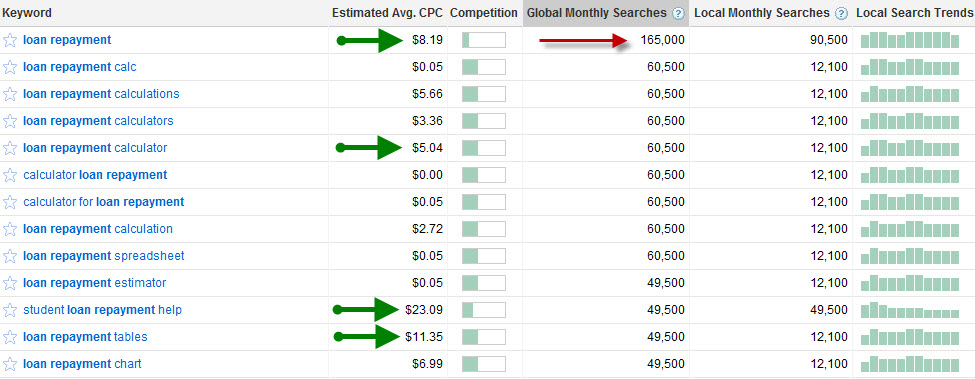 Keyword Estimated Avg. CPC Competition Global Monthly Searches ? Local Monthly Searches ? Local Search Trends
loan repayment $8.19 165,000 90,500
loan repayment calc $0.05 60,500 12,100
loan repayment calculations $5.66 60,500 12,100
loan repayment calculators $3.36 60,500 12,100
loan repayment calculator $5.04 60,500 12,100
calculator loan repayment $0.00 60,500 12,100
calculator for loan repayment $0.05 60,500 12,100
loan repayment calculation $2.72 60,500 12,100
loan repayment spreadsheet $0.05 60,500 12,100
loan repayment estimator $0.05 49,500 12,100
student loan repayment help $23.09 49,500 49,500
loan repayment tables $11.35 49,500 12,100
loan repayment chart $6.99 49,500 12,100